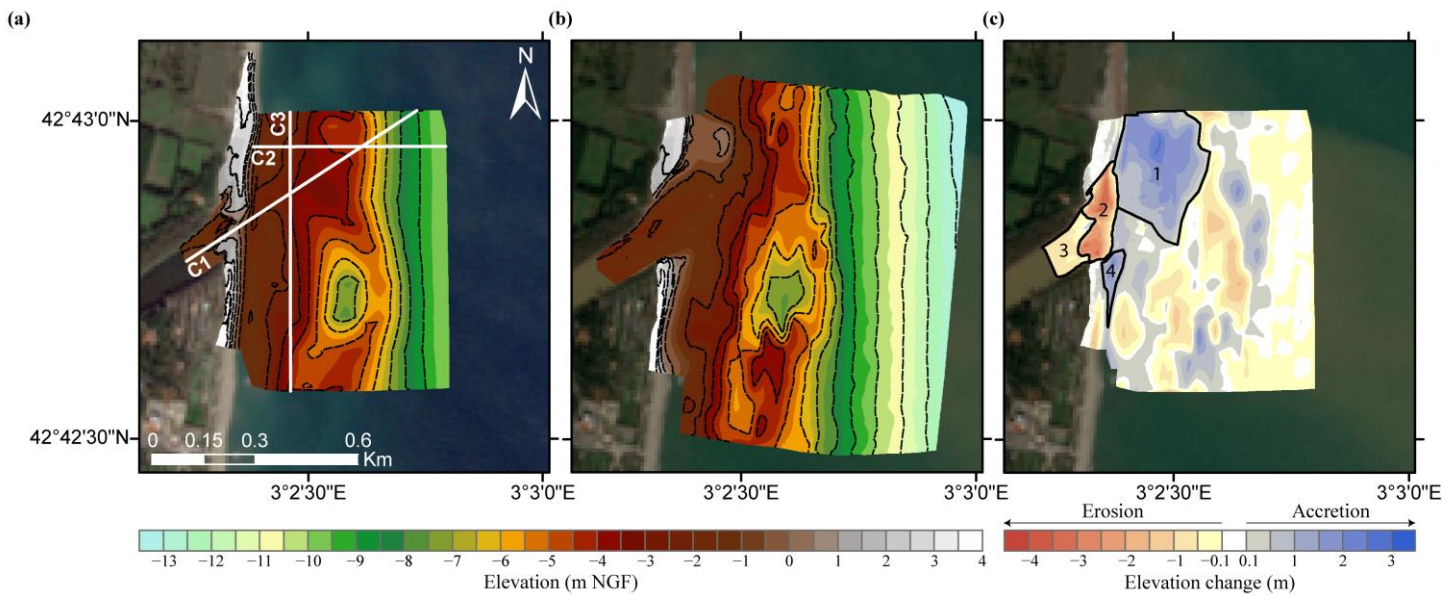 (a)
(b)
(c)
N
42°43'0"N
C3
C2
C1
1
2
3
4
42°42'30"N
0 0.15 0.3 0.6
Km
3°2'30"E 3°3'0"E 3°2'30"E 3°3'0"E 3°2'30"E 3°3'0"E
Erosion Accretion
−13 −12 −11 −10 −9 −8 −7 −6 −5 −4 −3 −2 −1 0 1 2 3 4
−4 −3 −2 −1 −0.1 0.1 1 2 3
Elevation (m NGF)
Elevation change (m)